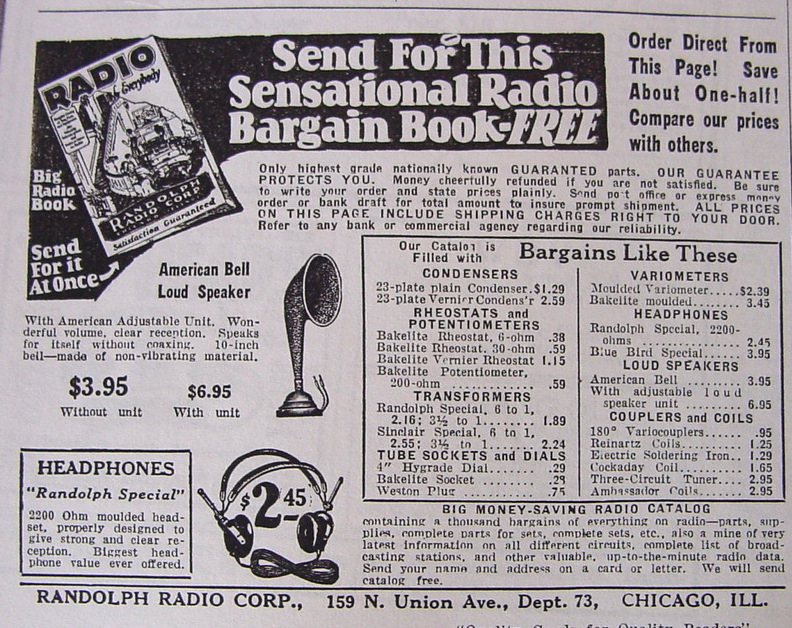 Send For This
Sensational Radio
Bargain Book-FREE
Order Direct From
This Page! Save
About One-half!
Compare our prices
with others.
RADIO
for Everybody
RANDOLPH
RADIO CORP.
Satisfaction Guaranteed
Big
Radio
Book
Send
For it
At Once
Only highest grade nationally known GUARANTED parts. OUR GUARANTEE
PROTECTS YOU. Money cheerfully refunded if you are not satisfied. Be sure
to write your order and state prices plainly. Send post office or express money
order or bank draft for total amount to insure prompt shipment. ALL PRICES
ON THIS PAGE INCLUDE SHIPPING CHARGES RIGHT TO YOUR DOOR.
Refer to any bank or commercial agency regarding our reliability.
American Bell
Loud Speaker
With American Adjustable Unit. Won-
derful volume, clear reception. Speaks
for itself without coaxing. 10-inch
bell—made of non-vibrating material.
$3.95 $6.95
Without unit With unit
HEADPHONES
"Randolph Special"
2200 Ohm moulded head-
set, properly designed to
give strong and clear re-
ception. Biggest head-
phone value ever offered.
$2.45
Our Catalog is
Filled with
Bargains Like These
CONDENSERS
23-plate plain Condenser.$1.29
23-plate Vernier Condens'r 2.59
RHEOSTATS and
POTENTIOMETERS
Bakelite Rheostat, 6-ohm .38
Bakelite Rheostat. 30-ohm .59
Bakelite Vernier Rheostat 1.15
Bakelite Potentiometer,
200-ohm ............ .59
TRANSFORMERS
Randolph Special, 6 to 1,
2.16; 3½ to 1........ 1.89
Sinclair Special, 6 to 1,
2.55; 3½ to 1..... 2.24
TUBE SOCKETS and DIALS
4" Hygrade Dial...... .29
Bakelite Socket ....... .29
Weston Plug .......... .75
VARIOMETERS
Moulded Variometer.....$2.39
Bakelite moulded........ 3.45
HEADPHONES
Randolph Special, 2200-
ohms ................ 2.45
Blue Bird Special...... 3.95
LOUD SPEAKERS
American Bell ......... 3.95
With adjustable loud
speaker unit ........ 6.95
COUPLERS and COILS
180° Variocouplers..... .95
Reinartz Coils......... 1.25
Electric Soldering Iron.. 1.29
Cockaday Coil......... 1.65
Three-Circuit Tuner.... 2.95
Ambassador Coils...... 2.95
BIG MONEY-SAVING RADIO CATALOG
containing a thousand bargains of everything on radio—parts, sup-
plies, complete parts for sets, complete sets, etc., also a mine of very
latest information on all different circuits, complete list of broad-
casting stations, and other valuable, up-to-the-minute radio data.
Send your name and address on a card or letter. We will send
catalog free.
RANDOLPH RADIO CORP., 159 N. Union Ave., Dept. 73, CHICAGO, ILL.